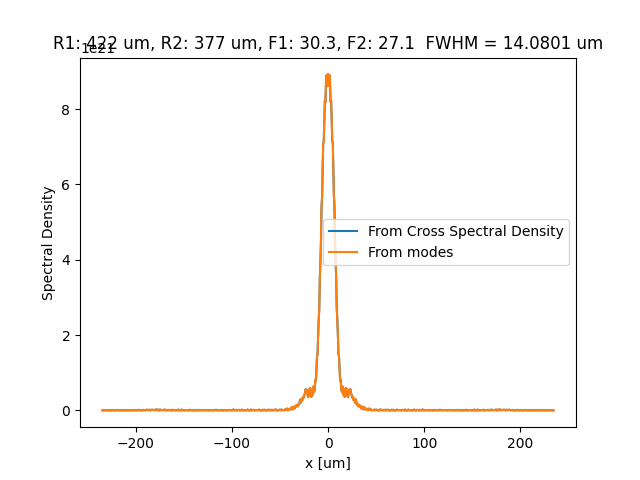 R1: 422 um, R2: 377 um, F1: 30.3, F2: 27.1  FWHM = 14.0801 um
1e21
8
6
4
2
0
Spectral Density
From Cross Spectral Density
From modes
−200
−100
0
100
200
x [um]